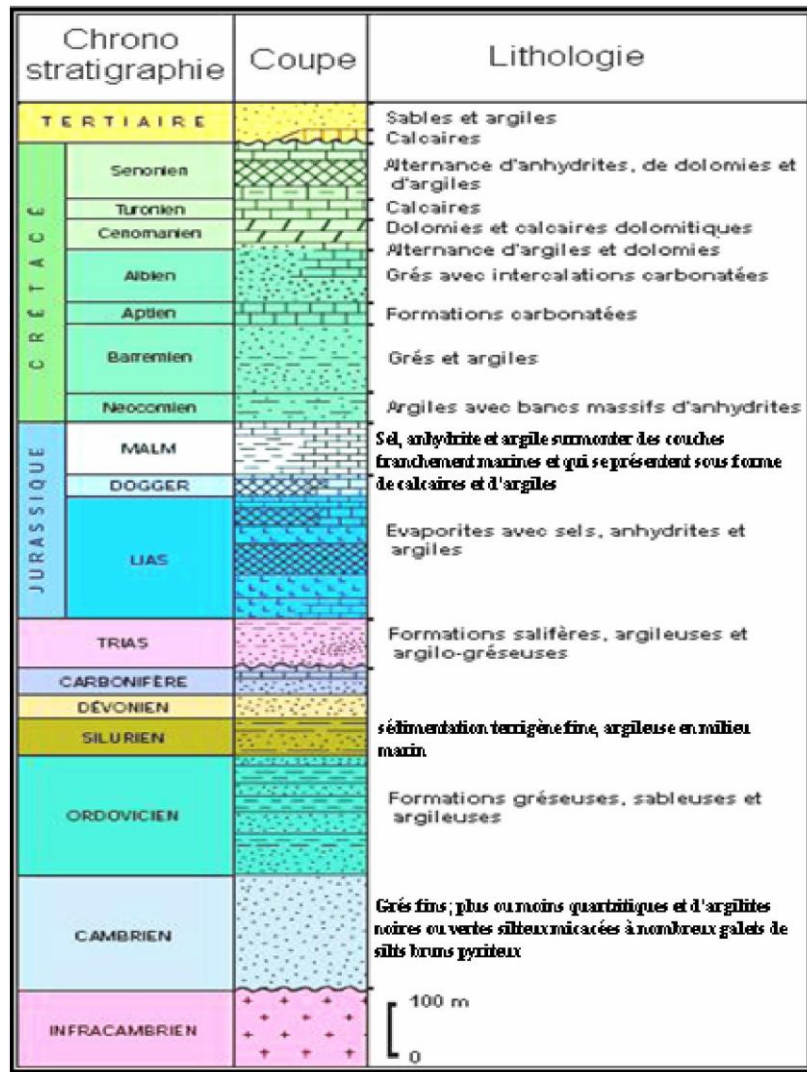 Chrono
stratigraphie
Coupe
Lithologie
TERTIAIRE
Sables et argiles
Calcaires
CRÉTACÉ
Senonien
Alternance d'anhydrites, de dolomies et
d'argiles
Turonien
Calcaires
Cenomanien
Dolomies et calcaires dolomitiques
Alternance d'argiles et dolomies
Albien
Grés avec intercalations carbonatées
Aptien
Formations carbonatées
Barremien
Grés et argiles
Neocomien
Argiles avec bancs massifs d'anhydrites
JURASSIQUE
MALM
Sel, anhydrite et argile surmonter des couches
franchement marines et qui se présentent sous forme
de calcaires et d'argiles
DOGGER
LIAS
Evaporites avec sels, anhydrites et
argiles
TRIAS
Formations salifères, argileuses et
argilo-gréseuses
CARBONIFÈRE
DÉVONIEN
SILURIEN
sédimentation terrigène fine, argileuse en milieu
marin
ORDOVICIEN
Formations gréseuses, sableuses et
argileuses
CAMBRIEN
Grés fins; plus ou moins quartzitiques et d'argilites
noires ou vertes silteux micacées à nombreux galets de
silts bruns pyriteux
INFRACAMBRIEN
100 m
0